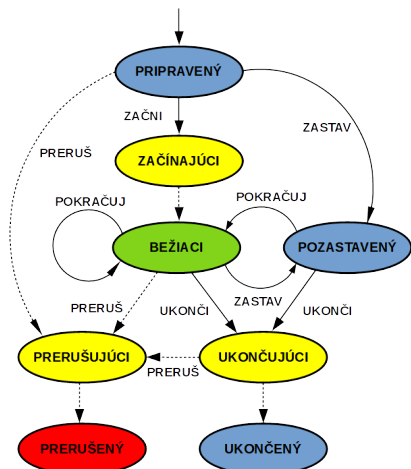 PRIPRAVENÝ
ZAČNI
ZASTAV
PRERUŠ
ZAČÍNAJÚCI
POKRAČUJ
POKRAČUJ
BEŽIACI
POZASTAVENÝ
PRERUŠ
ZASTAV
UKONČI
UKONČI
PRERUŠUJÚCI
PRERUŠ
UKONČUJÚCI
PRERUŠENÝ
UKONČENÝ